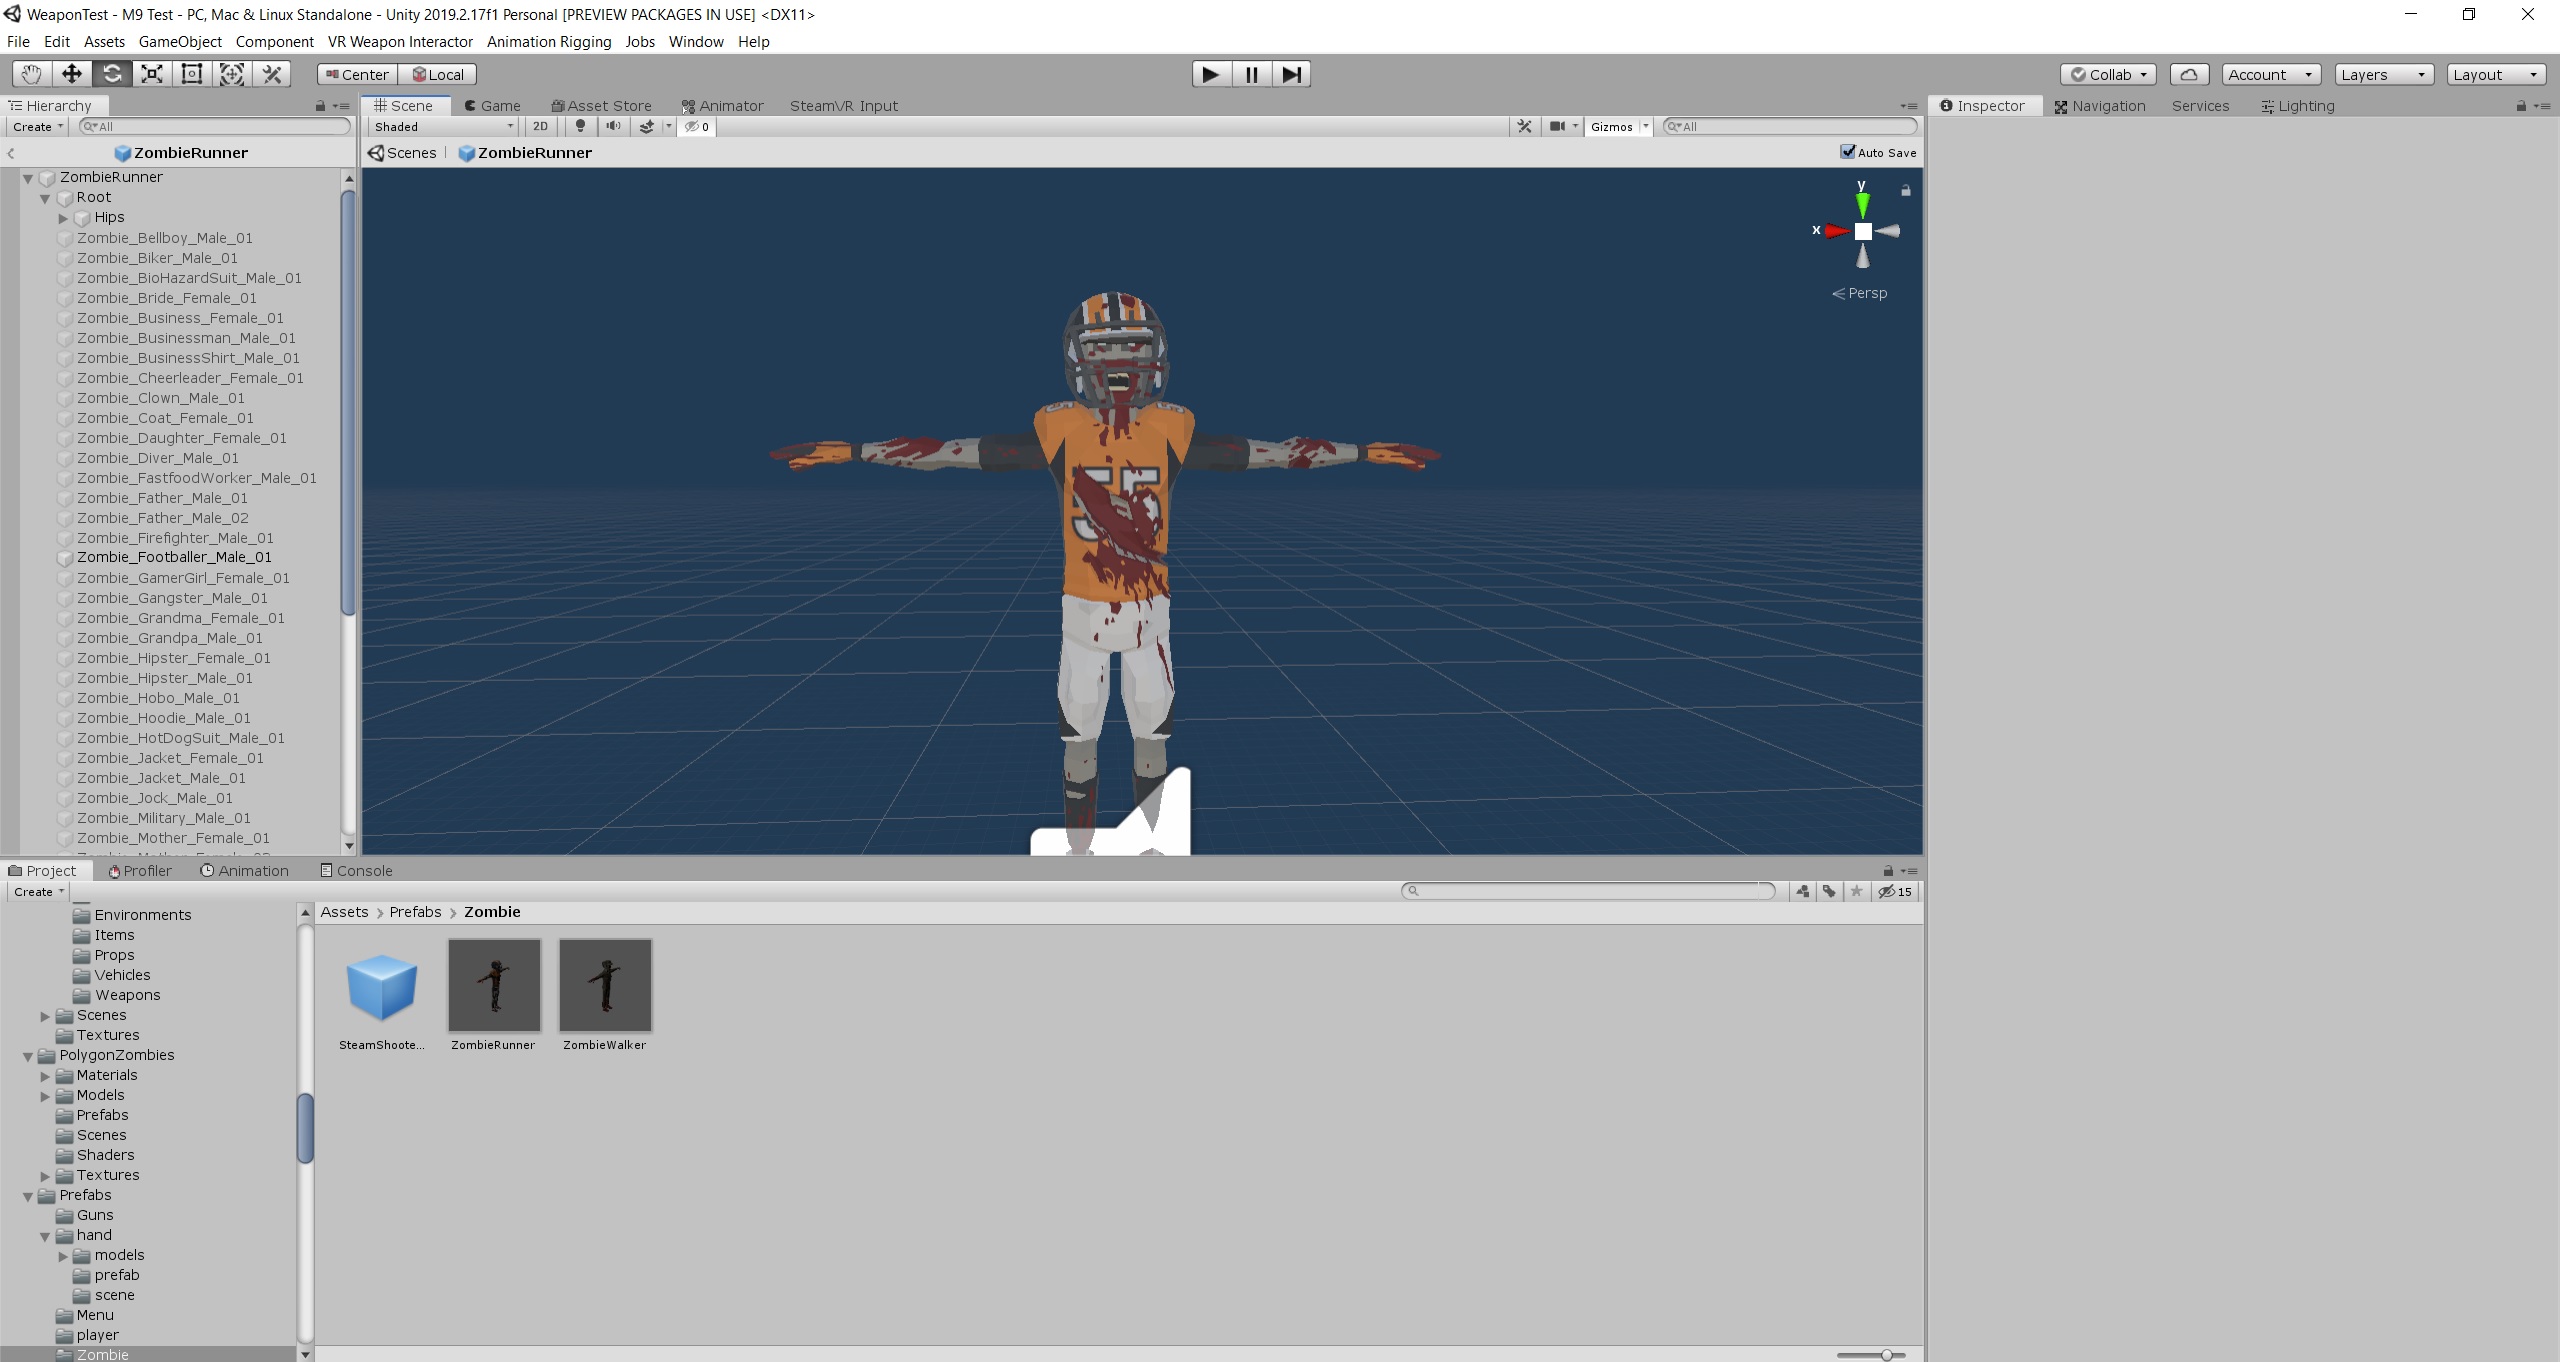 WeaponTest - M9 Test - PC, Mac & Linux Standalone - Unity 2019.2.17f1 Personal [PREVIEW PACKAGES IN USE] <DX11>
File Edit Assets GameObject Component VR Weapon Interactor Animation Rigging Jobs Window Help
Center Local Collab Account Layers Layout
Hierarchy
Create All
ZombieRunner
ZombieRunner
Root
Hips
Zombie_Bellboy_Male_01
Zombie_Biker_Male_01
Zombie_BioHazardSuit_Male_01
Zombie_Bride_Female_01
Zombie_Business_Female_01
Zombie_Businessman_Male_01
Zombie_BusinessShirt_Male_01
Zombie_Cheerleader_Female_01
Zombie_Clown_Male_01
Zombie_Coat_Female_01
Zombie_Daughter_Female_01
Zombie_Diver_Male_01
Zombie_FastfoodWorker_Male_01
Zombie_Father_Male_01
Zombie_Father_Male_02
Zombie_Firefighter_Male_01
Zombie_Footballer_Male_01
Zombie_GamerGirl_Female_01
Zombie_Gangster_Male_01
Zombie_Grandma_Female_01
Zombie_Grandpa_Male_01
Zombie_Hipster_Female_01
Zombie_Hipster_Male_01
Zombie_Hobo_Male_01
Zombie_Hoodie_Male_01
Zombie_HotDogSuit_Male_01
Zombie_Jacket_Female_01
Zombie_Jacket_Male_01
Zombie_Jock_Male_01
Zombie_Military_Male_01
Zombie_Mother_Female_01
Scene Game Asset Store Animator SteamVR Input
Shaded 2D 0 Gizmos All
Scenes ZombieRunner Auto Save
y
x
Persp
55
Inspector Navigation Services Lighting
Project Profiler Animation Console
Create 15
Environments
Items
Props
Vehicles
Weapons
Scenes
Textures
PolygonZombies
Materials
Models
Prefabs
Scenes
Shaders
Textures
Prefabs
Guns
hand
models
prefab
scene
Menu
player
Zombie
Assets > Prefabs > Zombie
SteamShoote... ZombieRunner ZombieWalker